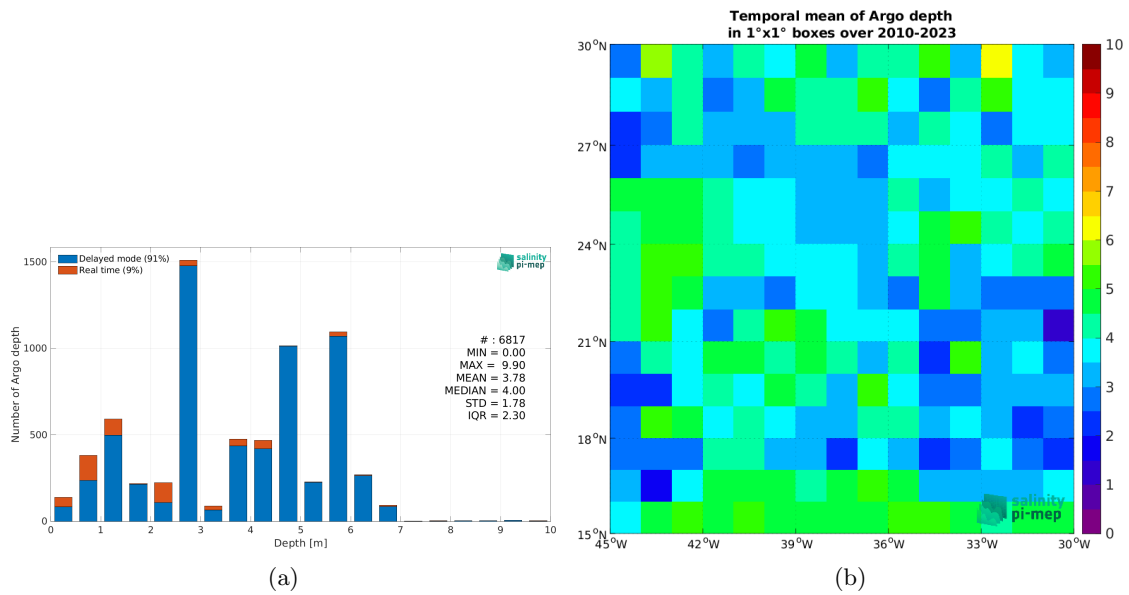 Delayed mode (91%)
Real time (9%)
salinity
pi-mep
# : 6817
MIN = 0.00
MAX = 9.90
MEAN = 3.78
MEDIAN = 4.00
STD = 1.78
IQR = 2.30
Number of Argo depth
1500
1000
500
0
0 1 2 3 4 5 6 7 8 9 10
Depth [m]
(a)
Temporal mean of Argo depth
in 1°x1° boxes over 2010-2023
30°N
27°N
24°N
21°N
18°N
15°N
45°W 42°W 39°W 36°W 33°W 30°W
salinity
pi-mep
10
9
8
7
6
5
4
3
2
1
0
(b)